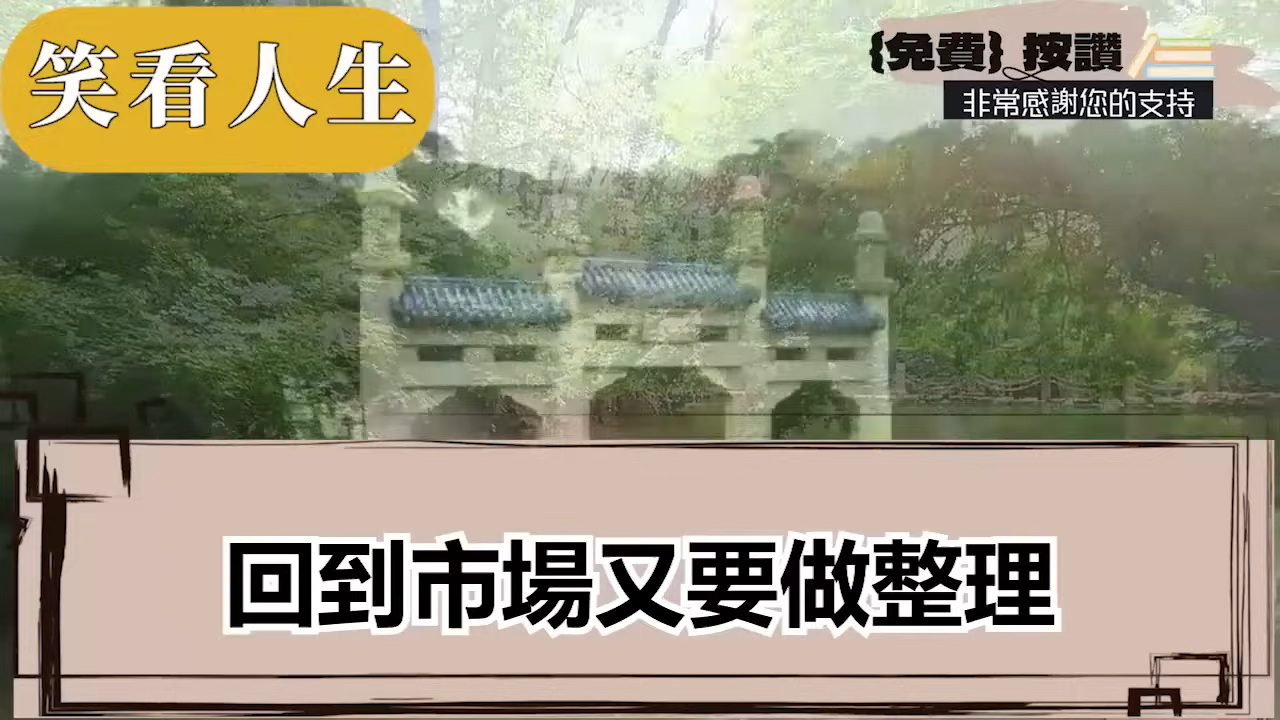 笑看人生
{免費} 按讚
非常感謝您的支持
回到市場又要做整理